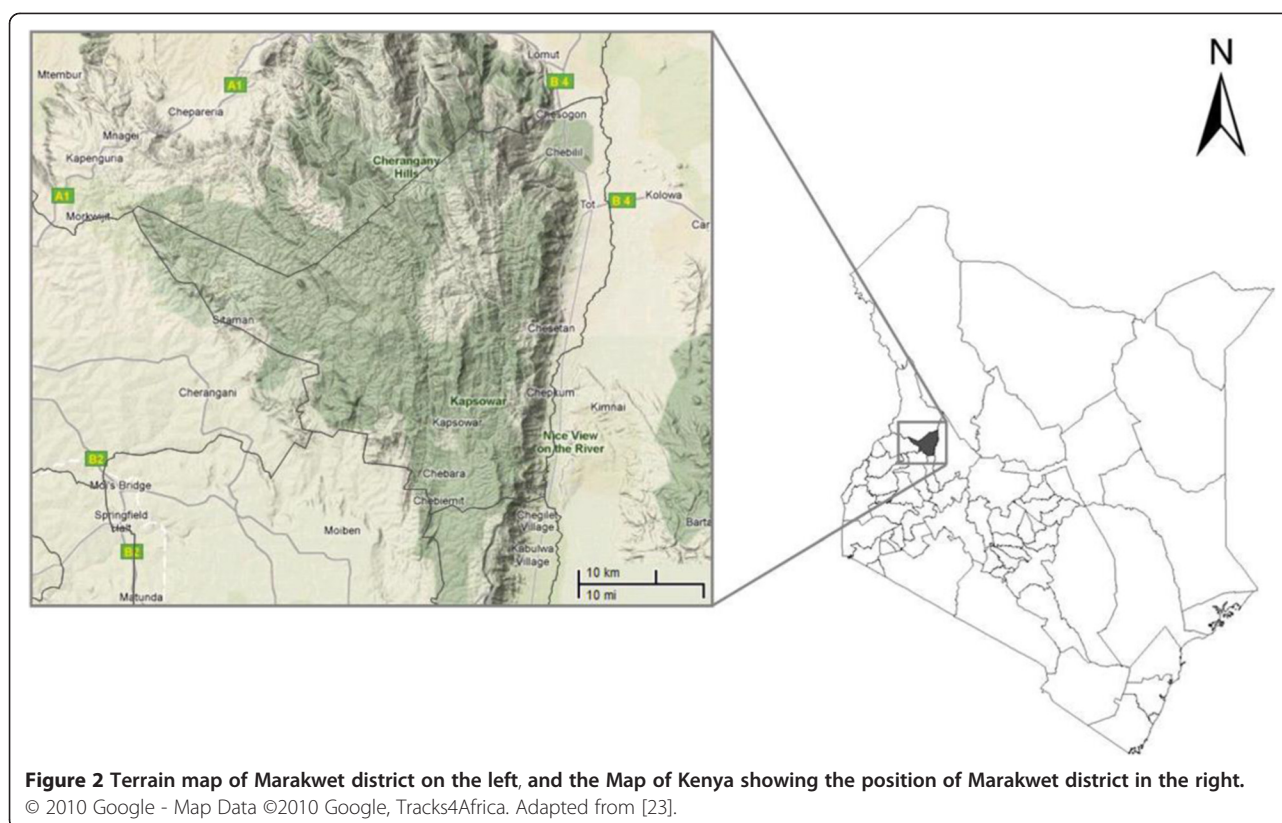 Lomut
Mtembur
A1
B 4
Chepareria
Chesogon
Mnagei
Chebilil
Kapenguria
Cherangany
Hills
A1
Tot
B 4
Kolowa
Morkwijit
Car
Sitaman
Chesetan
Cherangani
Chepkum
Kapsowar
Kimnai
Kapsowar
Nice View
on the River
B2
Chebara
Moi's Bridge
Chebiemit
Springfield
Halt
Chegilet
Village
Moiben
Barta
B2
Kabulwa
Village
10 km
10 mi
Matunda
N
Figure 2 Terrain map of Marakwet district on the left, and the Map of Kenya showing the position of Marakwet district in the right.
© 2010 Google - Map Data ©2010 Google, Tracks4Africa. Adapted from [23].